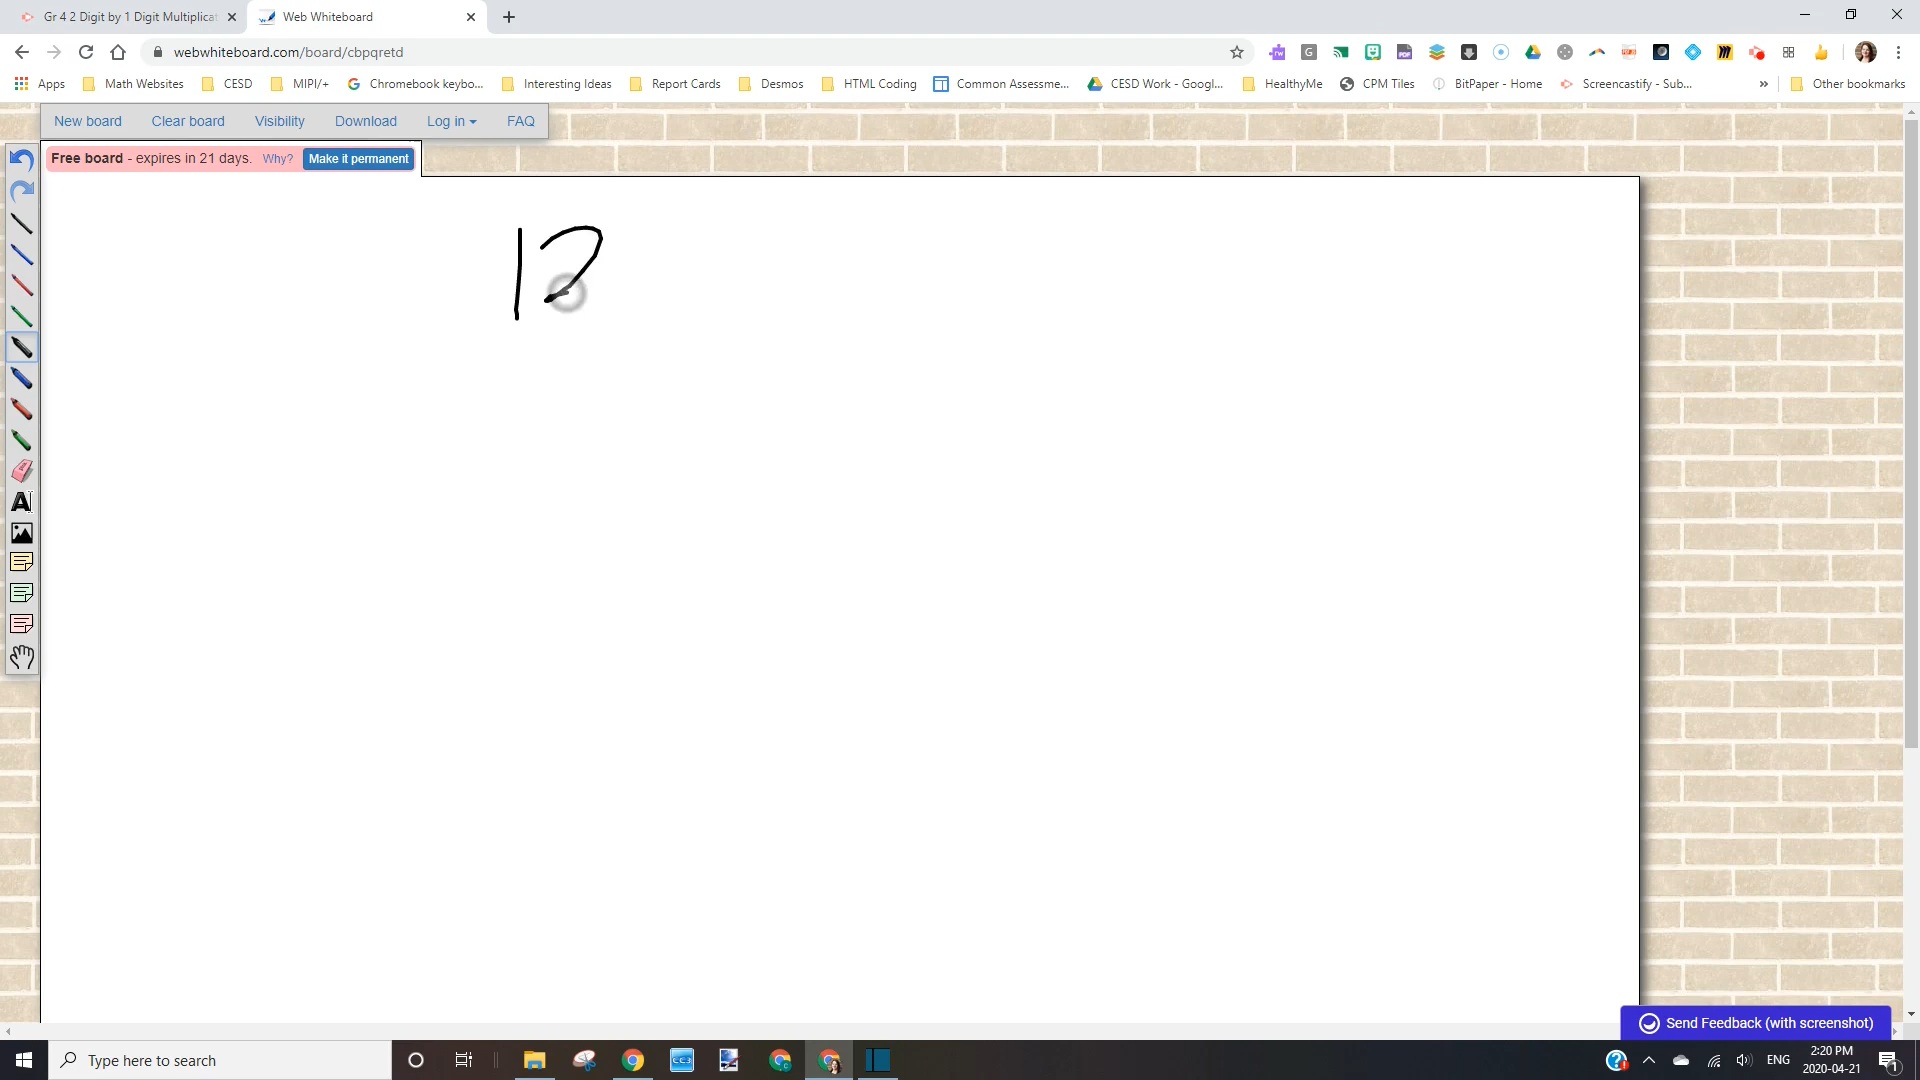 Gr 4 2 Digit by 1 Digit Multiplicat
Web Whiteboard
webwhiteboard.com/board/cbpqretd
Apps Math Websites CESD MIPI/+ Chromebook keybo... Interesting Ideas Report Cards Desmos HTML Coding Common Assessme... CESD Work - Googl... HealthyMe CPM Tiles BitPaper - Home Screencastify - Sub... » Other bookmarks
New board Clear board Visibility Download Log in FAQ
Free board - expires in 21 days. Why? Make it permanent
12
A
Send Feedback (with screenshot)
Type here to search
ENG
2:20 PM
2020-04-21
1